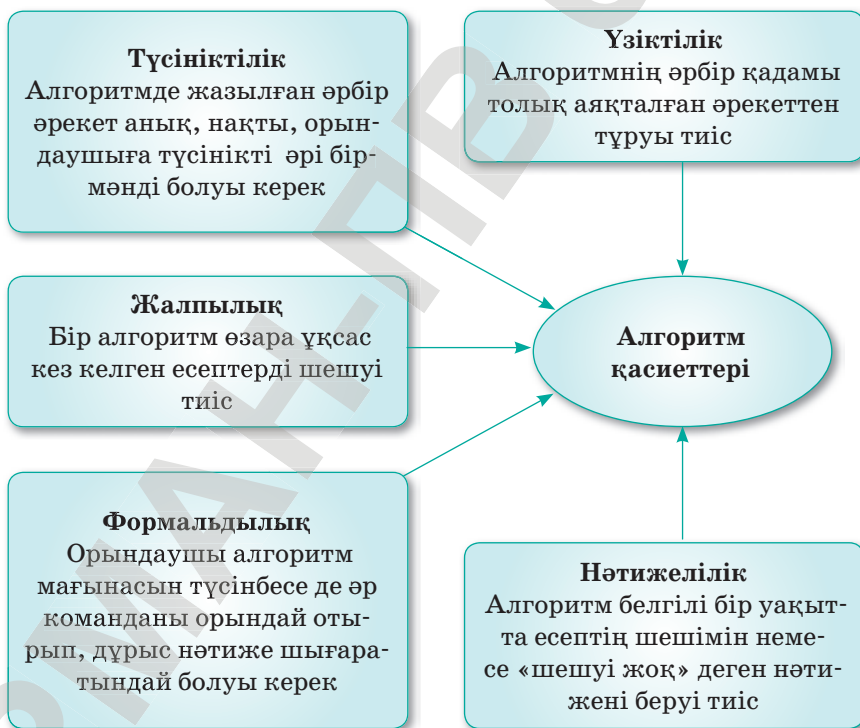 Түсініктілік
Алгоритмде жазылған әрбір
әрекет анық, нақты, орын-
даушыға түсінікті әрі бір-
мәнді болуы керек
Үзіктілік
Алгоритмнің әрбір қадамы
толық аяқталған әрекеттен
тұруы тиіс
Жалпылық
Бір алгоритм өзара ұқсас
кез келген есептерді шешуі
тиіс
Алгоритм
қасиеттері
Формальдылық
Орындаушы алгоритм
мағынасын түсінбесе де әр
команданы орындай оты-
рып, дұрыс нәтиже шығара-
тындай болуы керек
Нәтижелілік
Алгоритм белгілі бір уақыт-
та есептің шешімін неме-
се «шешуі жоқ» деген нәти-
жені беруі тиіс